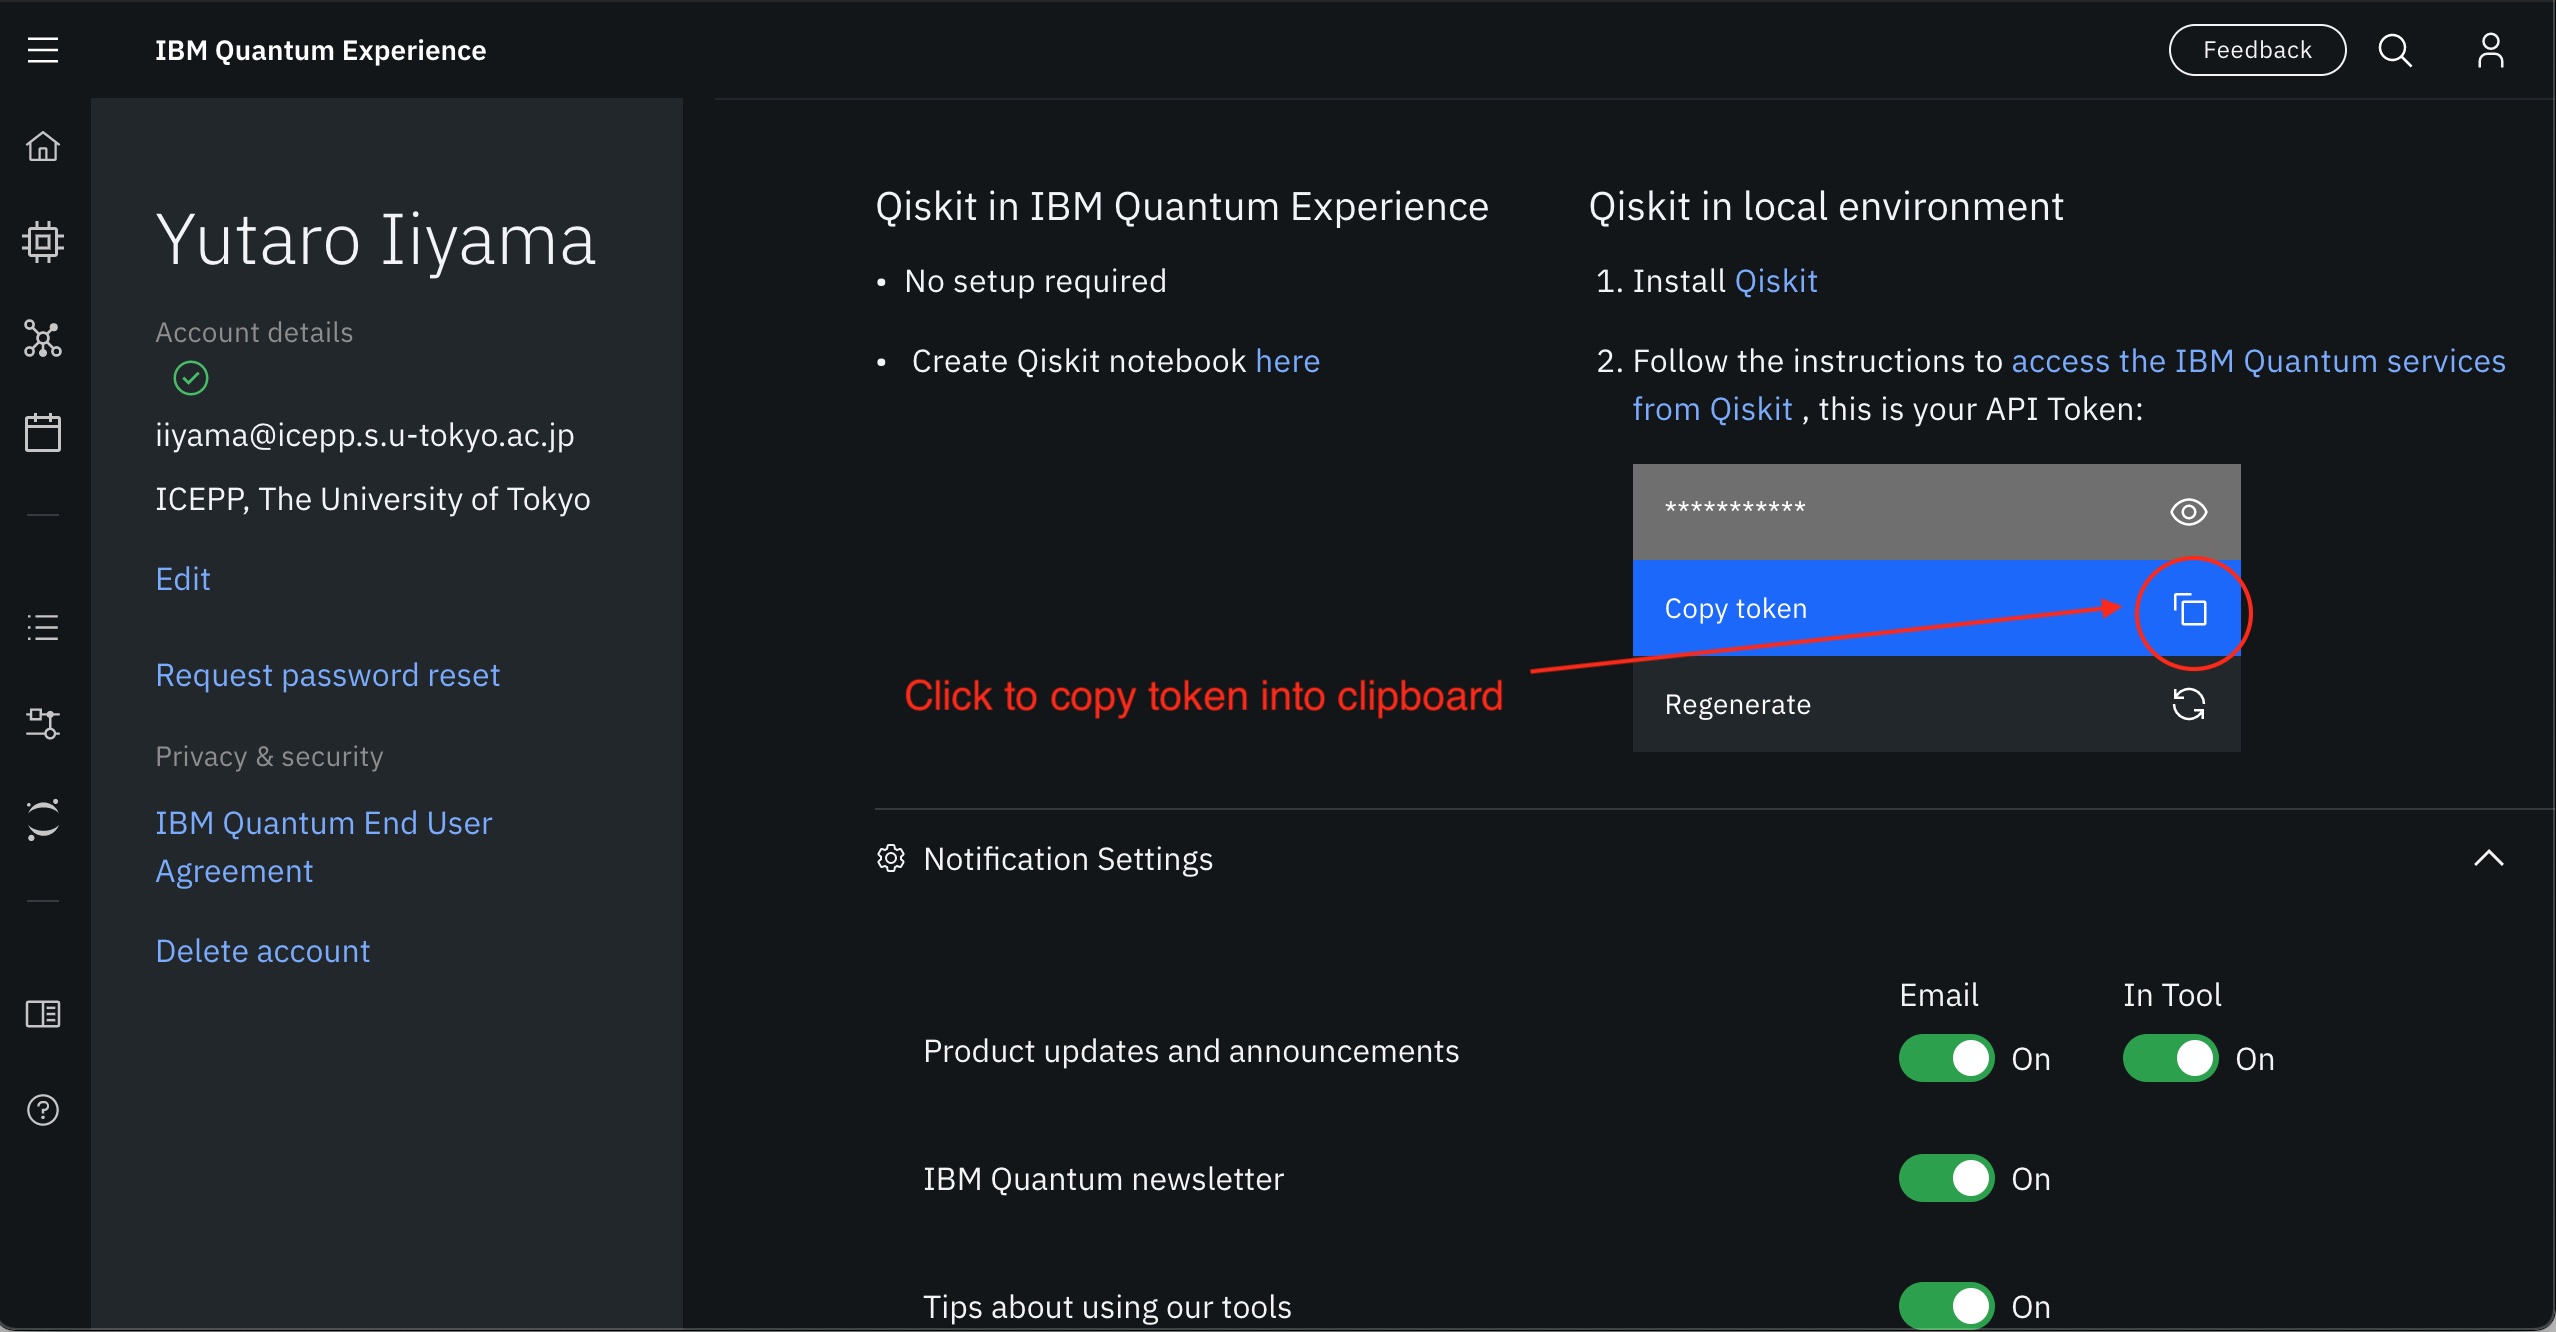 IBM Quantum Experience
Feedback
Yutaro Iiyama
Account details
iiyama@icepp.s.u-tokyo.ac.jp
ICEPP, The University of Tokyo
Edit
Request password reset
Privacy & security
IBM Quantum End User
Agreement
Delete account
Qiskit in IBM Quantum Experience
• No setup required
• Create Qiskit notebook here
Qiskit in local environment
1. Install Qiskit
2. Follow the instructions to access the IBM Quantum services
from Qiskit , this is your API Token:
***********
Copy token
Regenerate
Click to copy token into clipboard
Notification Settings
Email In Tool
Product updates and announcements On On
IBM Quantum newsletter On
Tips about using our tools On